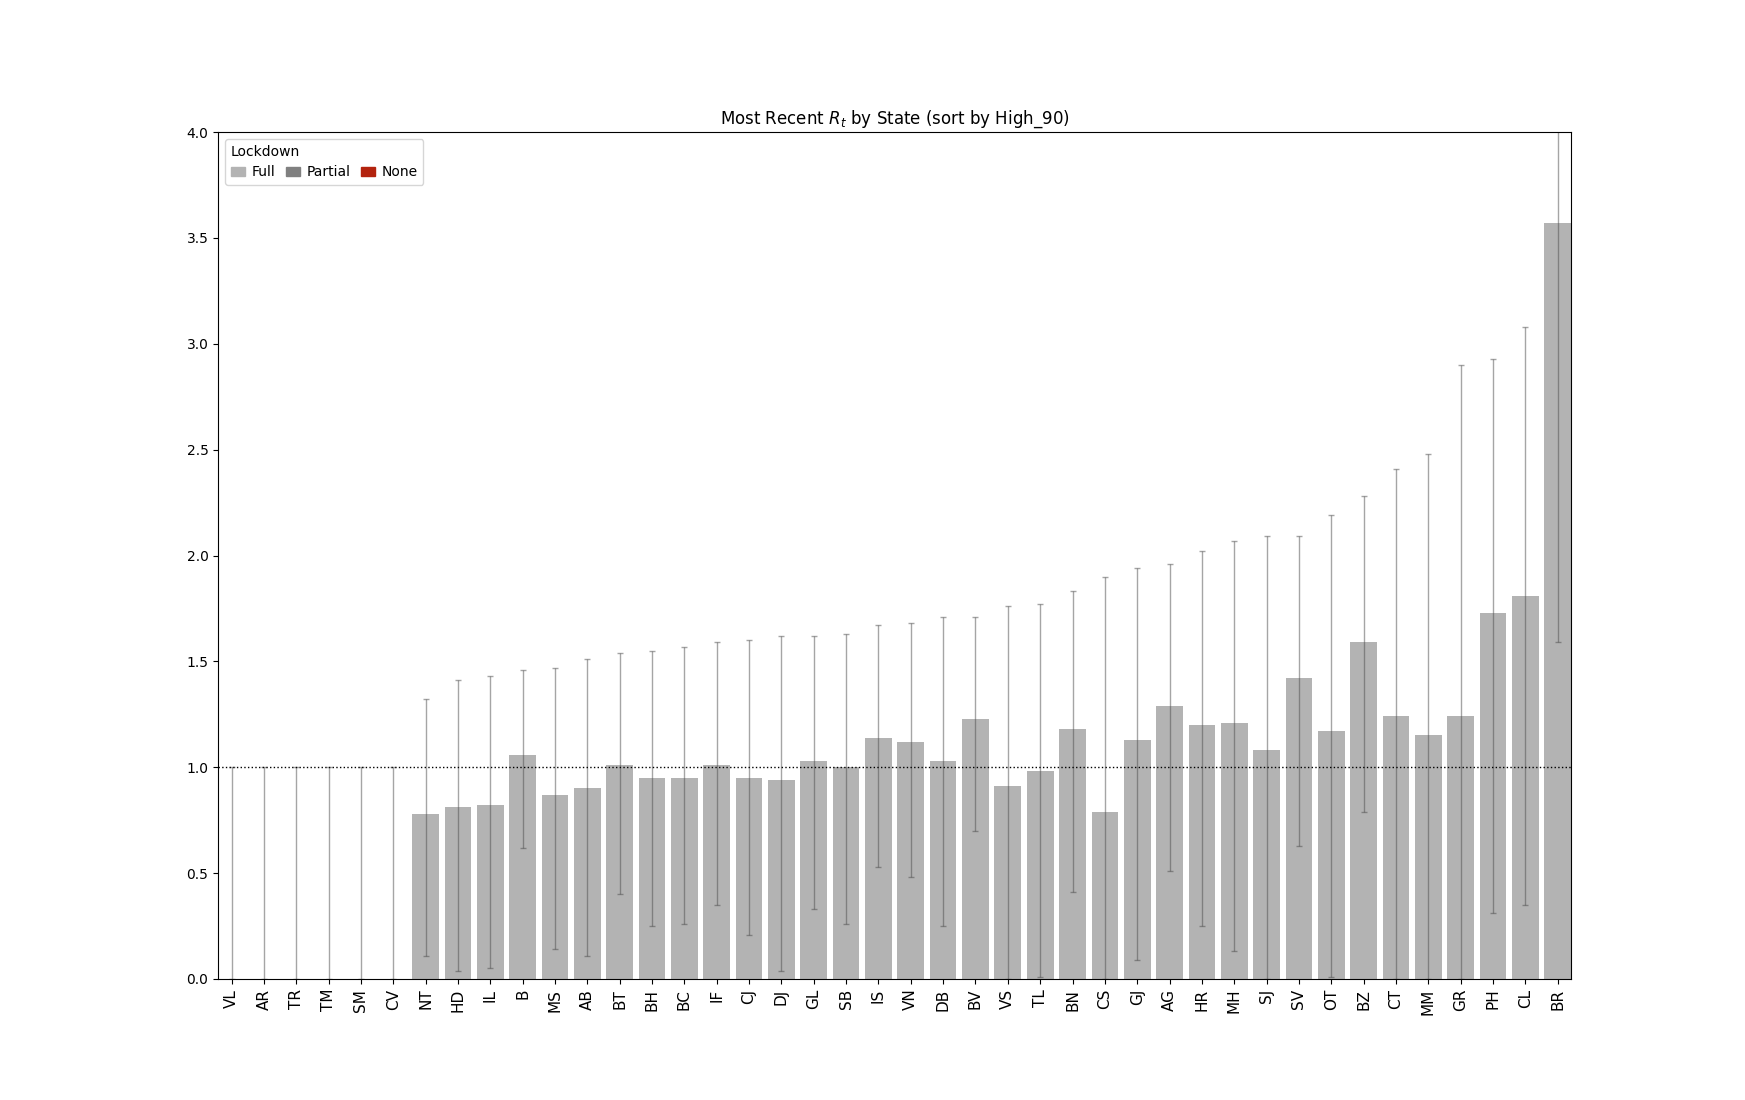 Most Recent R_t by State (sort by High_90)
Lockdown
Full Partial None
4.0
3.5
3.0
2.5
2.0
1.5
1.0
0.5
0.0
VL AR TR TM SM CV NT HD IL B MS AB BT BH BC IF CJ DJ GL SB IS VN DB BV VS TL BN CS GJ AG HR MH SJ SV OT BZ CT MM GR PH CL BR